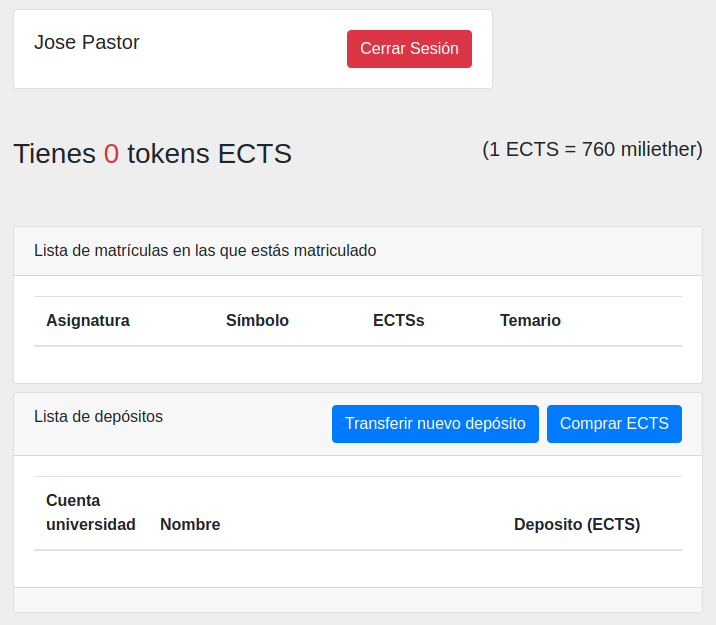 Jose Pastor
Cerrar Sesión
Tienes 0 tokens ECTS
(1 ECTS = 760 miliether)
Lista de matrículas en las que estás matriculado
Asignatura Símbolo ECTSs Temario
Lista de depósitos
Transferir nuevo depósito
Comprar ECTS
Cuenta
universidad Nombre Deposito (ECTS)